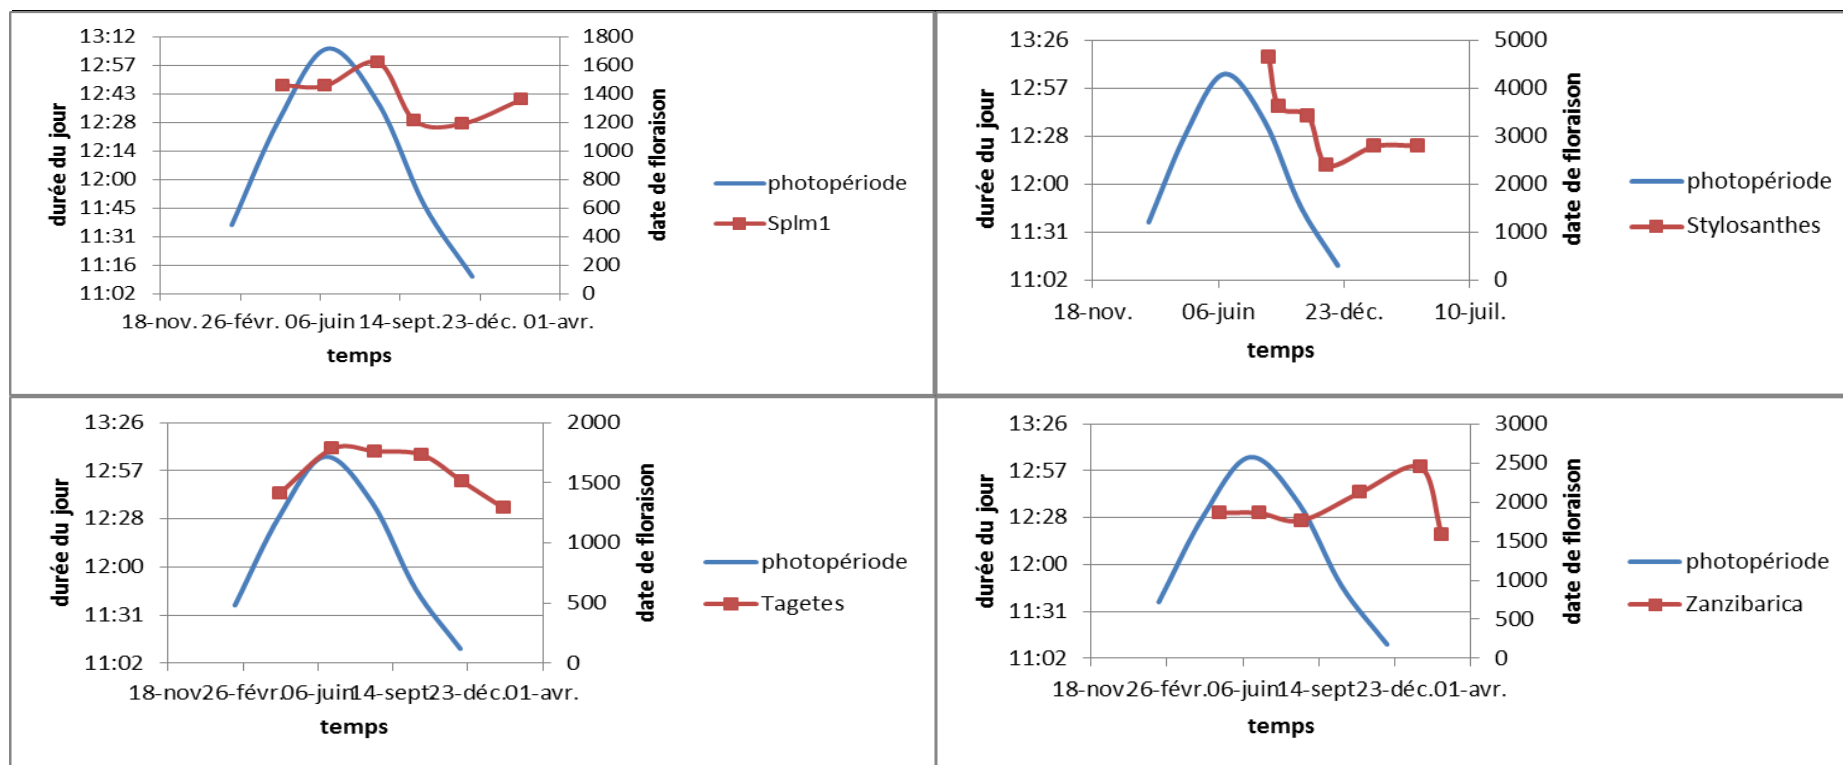 durée du jour
13:12
12:57
12:43
12:28
12:14
12:00
11:45
11:31
11:16
11:02
1800
1600
1400
1200
1000
800
600
400
200
0
date de floraison
18-nov. 26-févr. 06-juin 14-sept. 23-déc. 01-avr.
temps
photopériode
Splm1
durée du jour
13:26
12:57
12:28
12:00
11:31
11:02
5000
4000
3000
2000
1000
0
date de floraison
18-nov. 06-juin 23-déc. 10-juil.
temps
photopériode
Stylosanthes
durée du jour
13:26
12:57
12:28
12:00
11:31
11:02
2000
1500
1000
500
0
date de floraison
18-nov. 26-févr. 06-juin 14-sept. 23-déc. 01-avr.
temps
photopériode
Tagetes
durée du jour
13:26
12:57
12:28
12:00
11:31
11:02
3000
2500
2000
1500
1000
500
0
date de floraison
18-nov. 26-févr. 06-juin 14-sept. 23-déc. 01-avr.
temps
photopériode
Zanzibarica